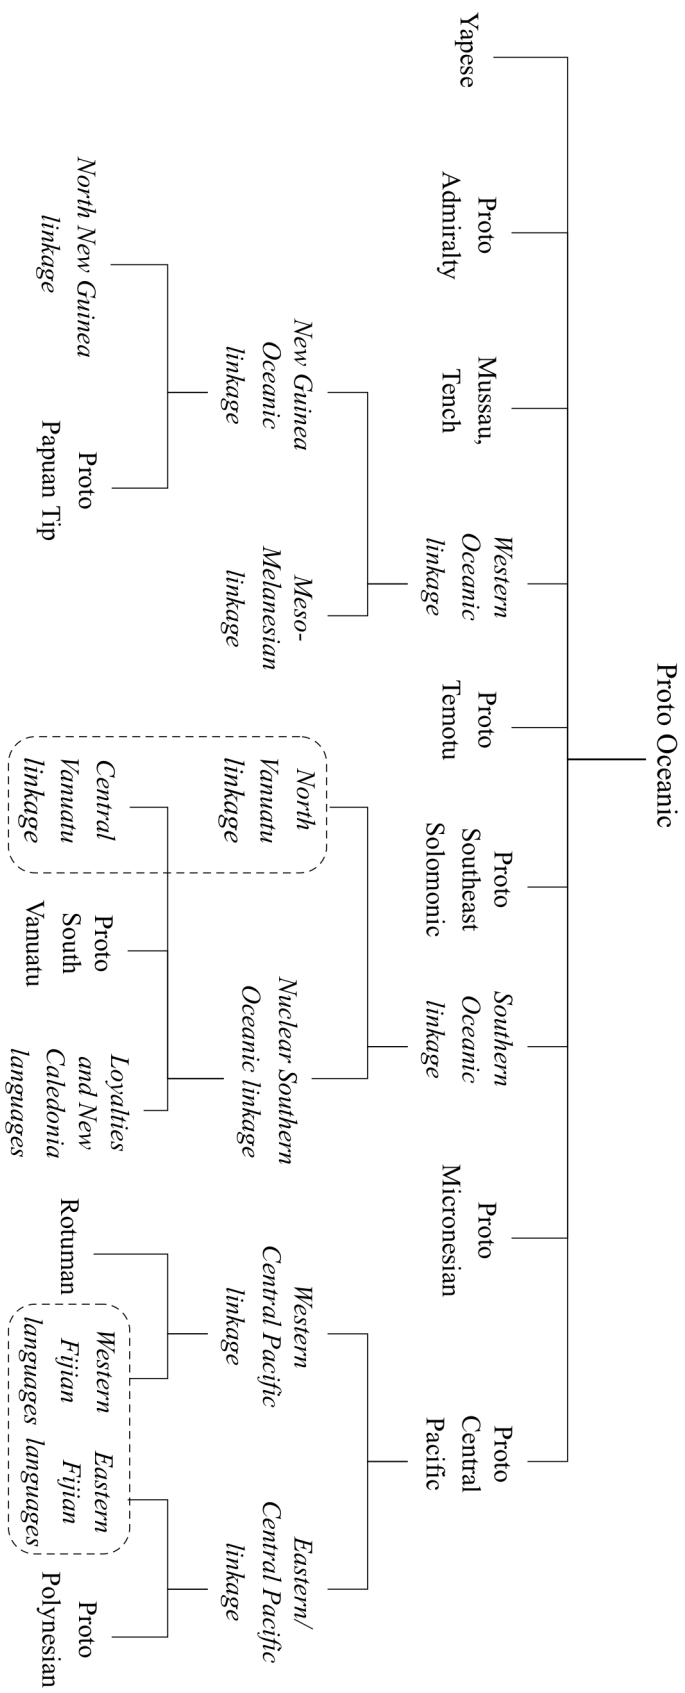 Proto Oceanic
Yapese
Proto
Admiralty
Mussau,
Tench
Western
Oceanic
linkage
Proto
Temotu
Proto
Southeast
Solomonic
Southern
Oceanic
linkage
Proto
Micronesian
Proto
Central
Pacific
New Guinea
Oceanic
linkage
Meso-
Melanesian
linkage
North
Vanuatu
linkage
Nuclear Southern
Oceanic linkage
Western
Central Pacific
linkage
Eastern/
Central Pacific
linkage
North New Guinea
linkage
Proto
Papuan Tip
Central
Vanuatu
linkage
Proto
South
Vanuatu
Loyalties
and New
Caledonia
languages
Rotuman
Western
Fijian
languages
Eastern
Fijian
languages
Proto
Polynesian